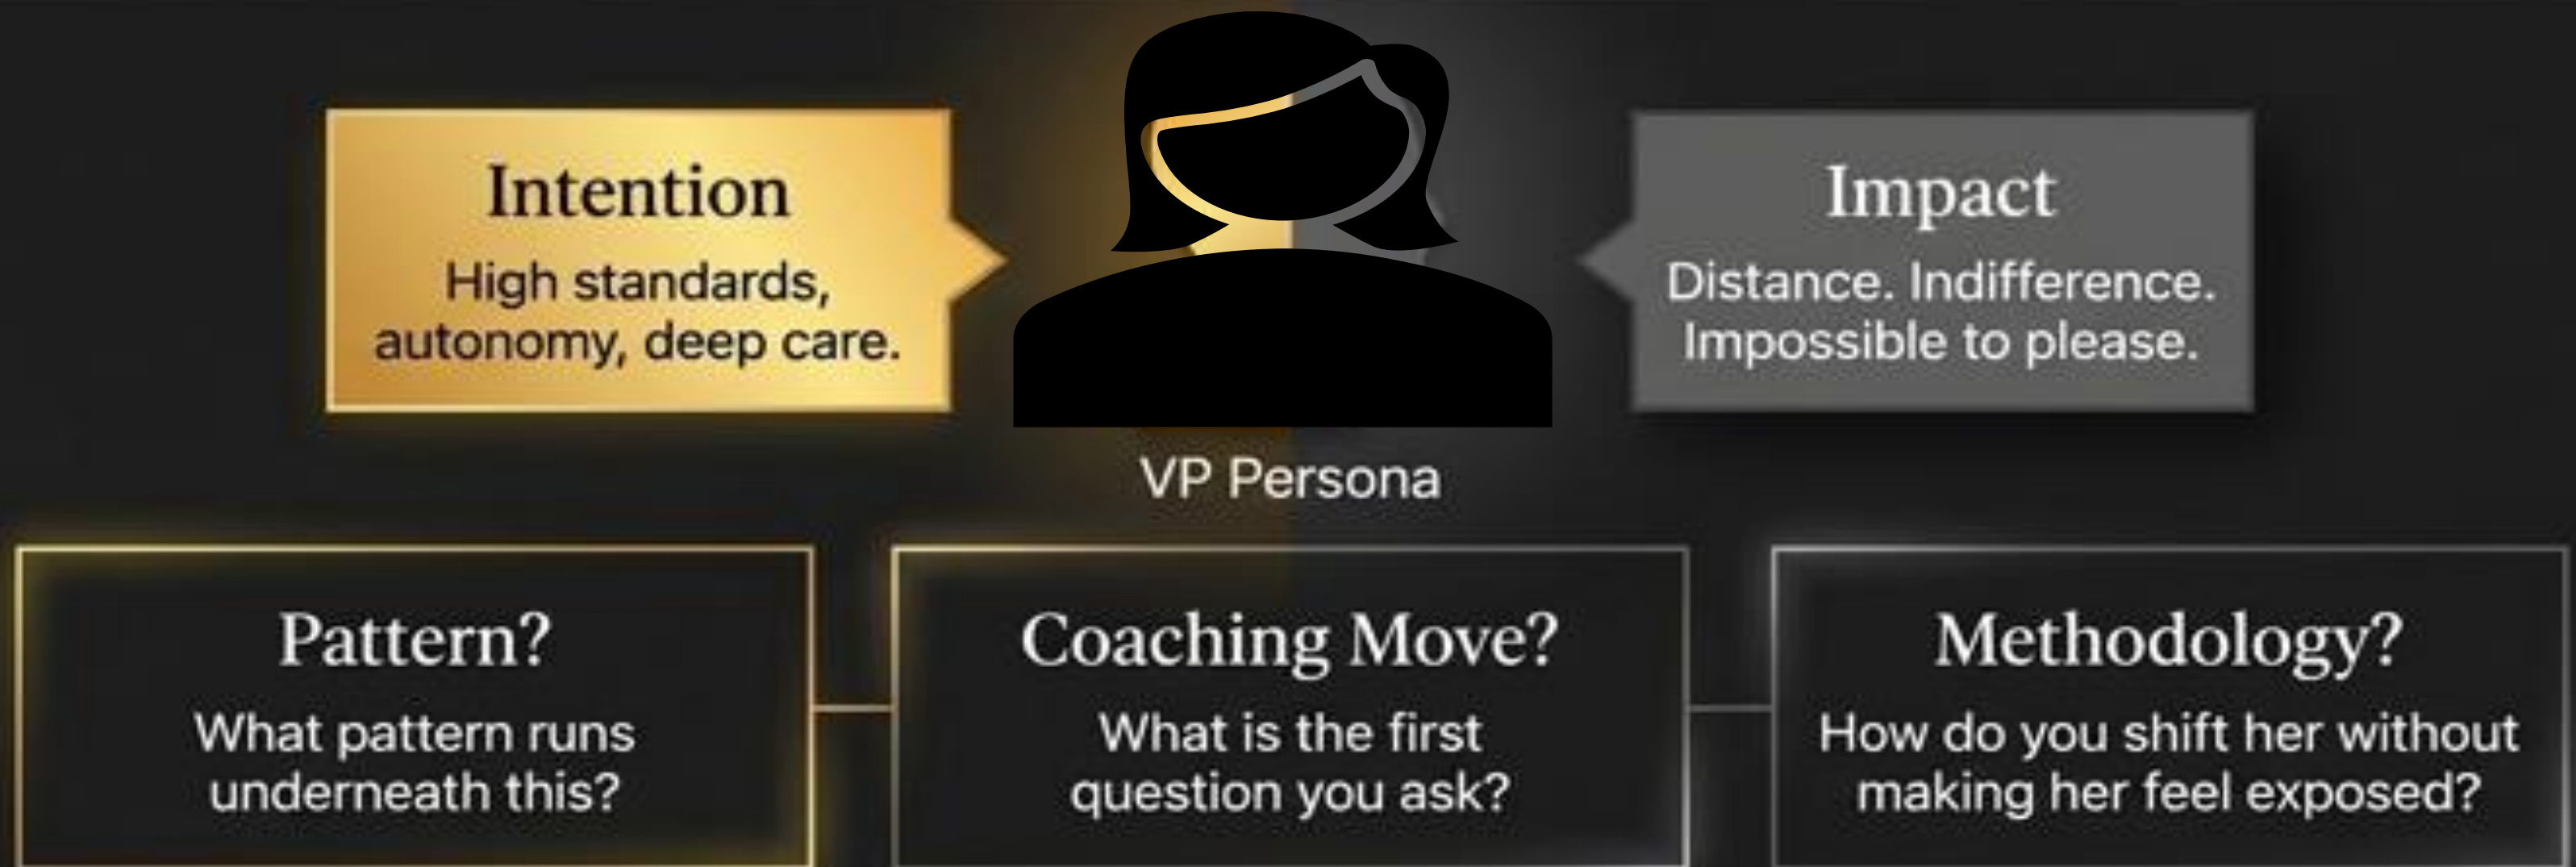 Intention
High standards,
autonomy, deep care.
Impact
Distance. Indifference.
Impossible to please.
VP Persona
Pattern?
What pattern runs
underneath this?
Coaching Move?
What is the first
question you ask?
Methodology?
How do you shift her without
making her feel exposed?